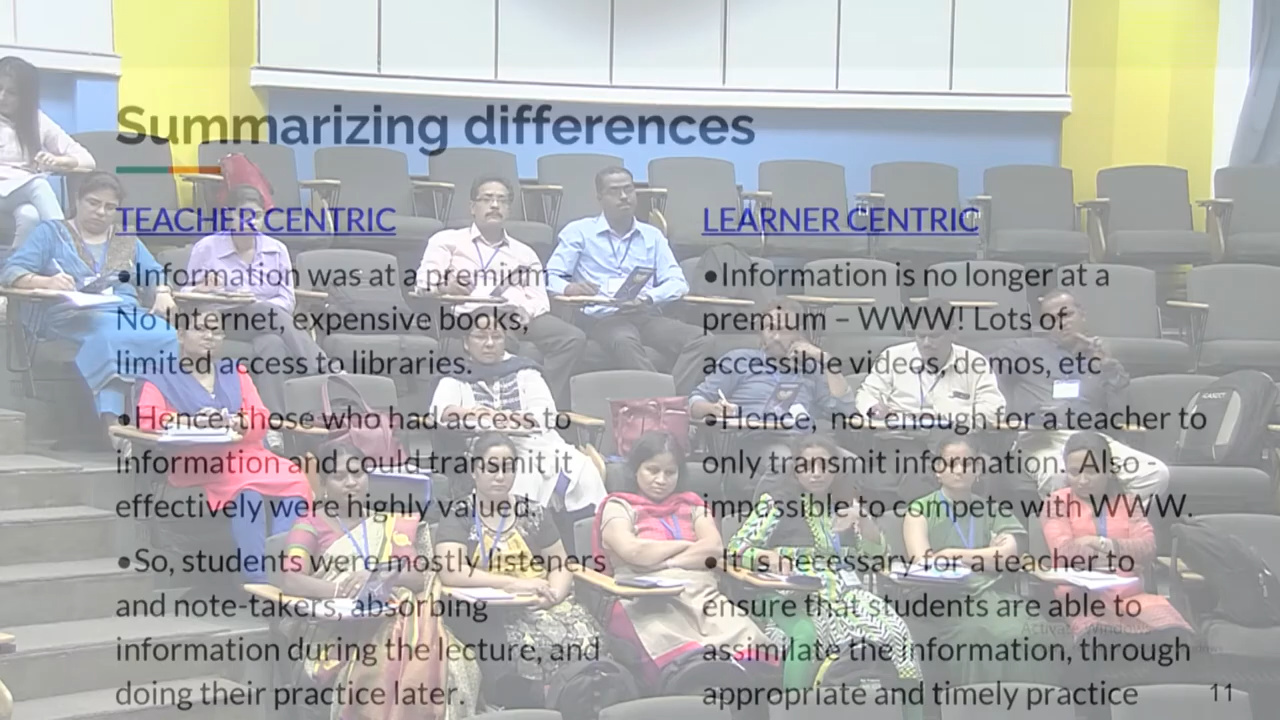 Summarizing differences
TEACHER CENTRIC
•Information was at a premium
No Internet, expensive books,
limited access to libraries.
•Hence, those who had access to
information and could transmit it
effectively were highly valued.
•So, students were mostly listeners
and note-takers, absorbing
information during the lecture, and
doing their practice later.
LEARNER CENTRIC
•Information is no longer at a
premium – WWW! Lots of
accessible videos, demos, etc
•Hence, not enough for a teacher to
only transmit information. Also -
impossible to compete with WWW.
•It is necessary for a teacher to
ensure that students are able to
assimilate the information, through
appropriate and timely practice
11
Activate Windows